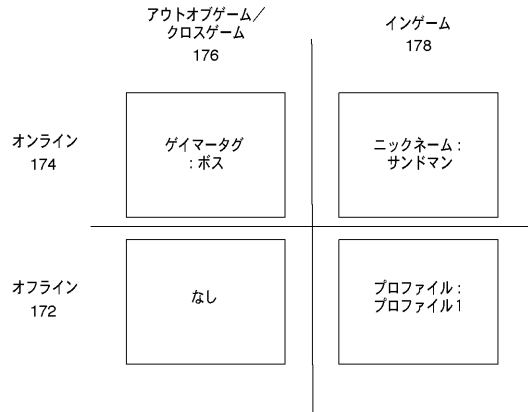 アウトオブゲーム／
クロスゲーム
176
インゲーム
178
オンライン
174
ゲイマータグ
：ボス
ニックネーム：
サンドマン
オフライン
172
なし
プロファイル：
プロファイル1